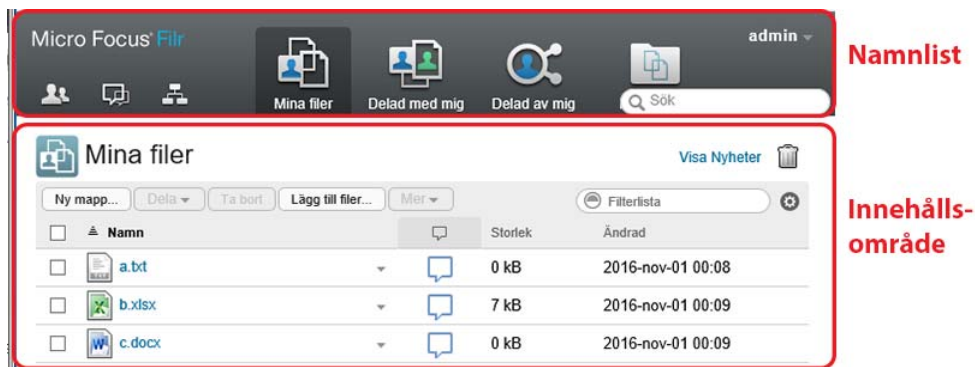 Micro Focus Filr
admin
Mina filer
Delad med mig
Delad av mig
Sök
Namnlist
Mina filer
Visa Nyheter
Ny mapp...
Dela
Ta bort
Lägg till filer...
Mer
Filterlista
Namn
Storlek
Ändrad
a.txt
0 kB
2016-nov-01 00:08
b.xlsx
7 kB
2016-nov-01 00:09
c.docx
0 kB
2016-nov-01 00:09
Innehålls-
område